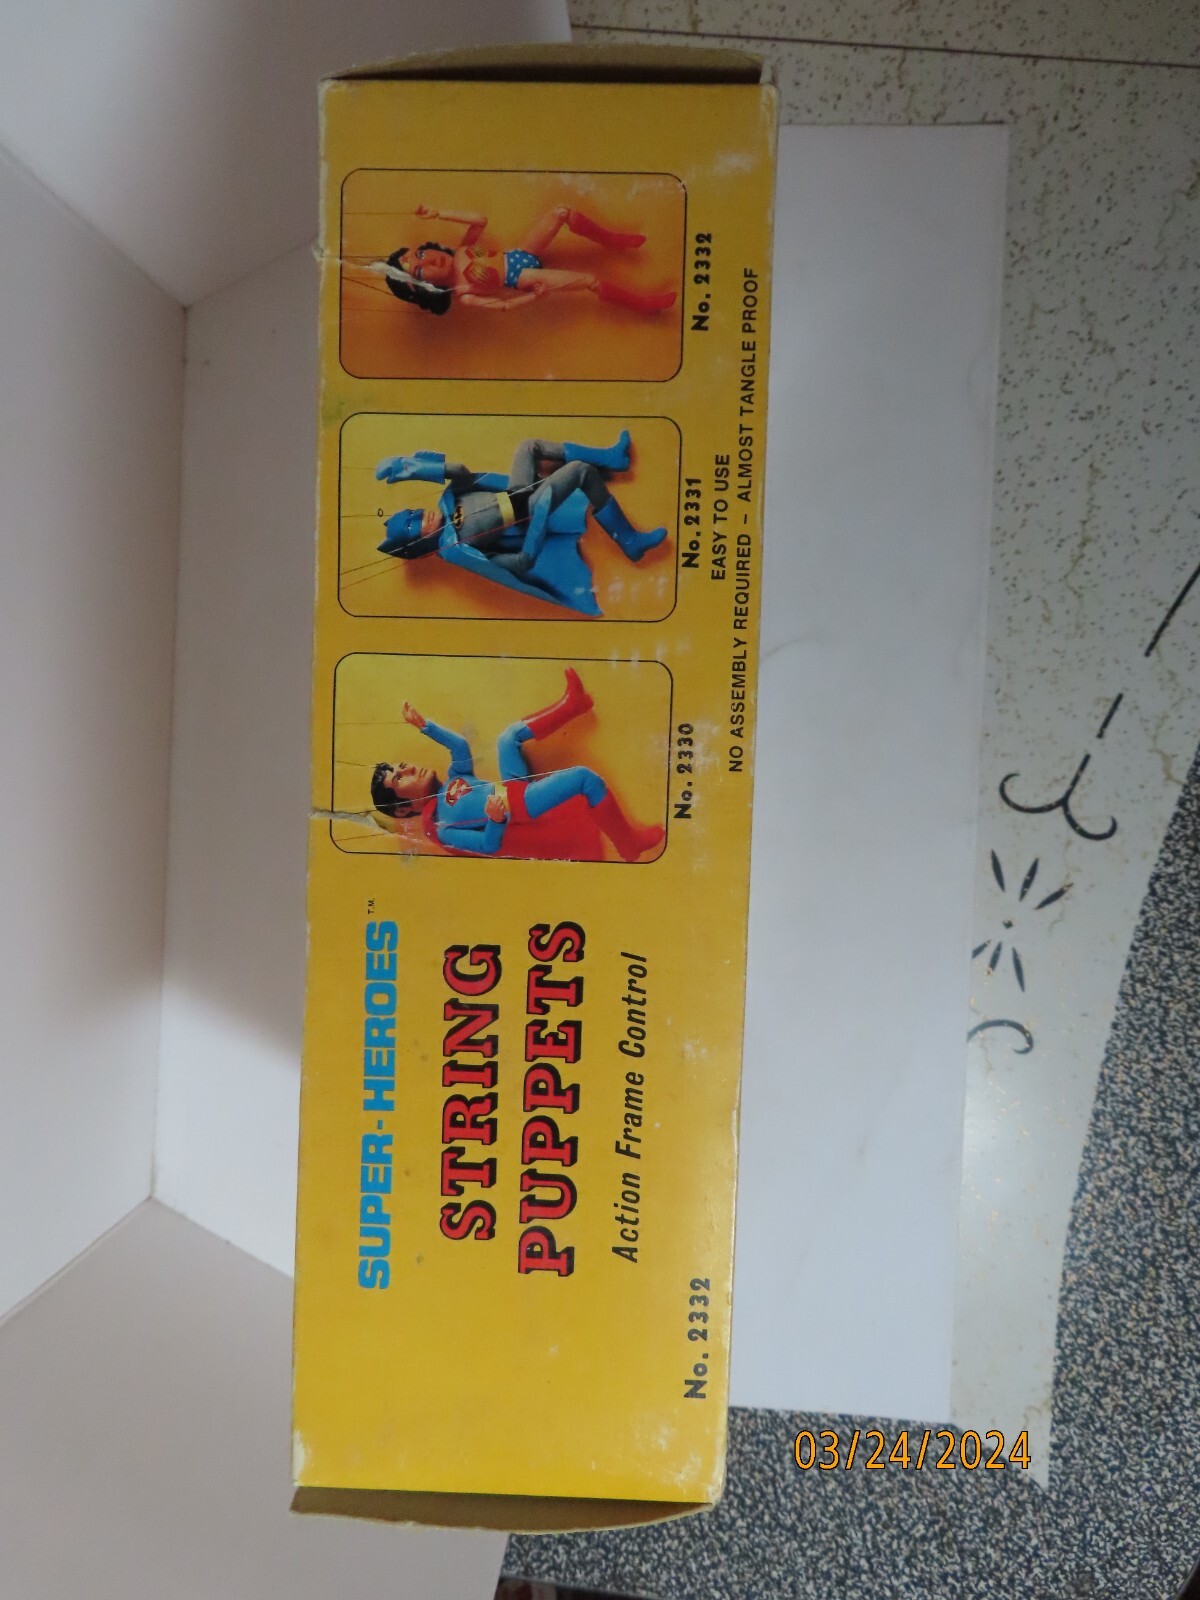 SUPER-HEROES T.M.
STRING
PUPPETS
Action Frame Control
No. 2332
No. 2330
No. 2331
No. 2332
EASY TO USE
NO ASSEMBLY REQUIRED – ALMOST TANGLE PROOF
03/24/2024